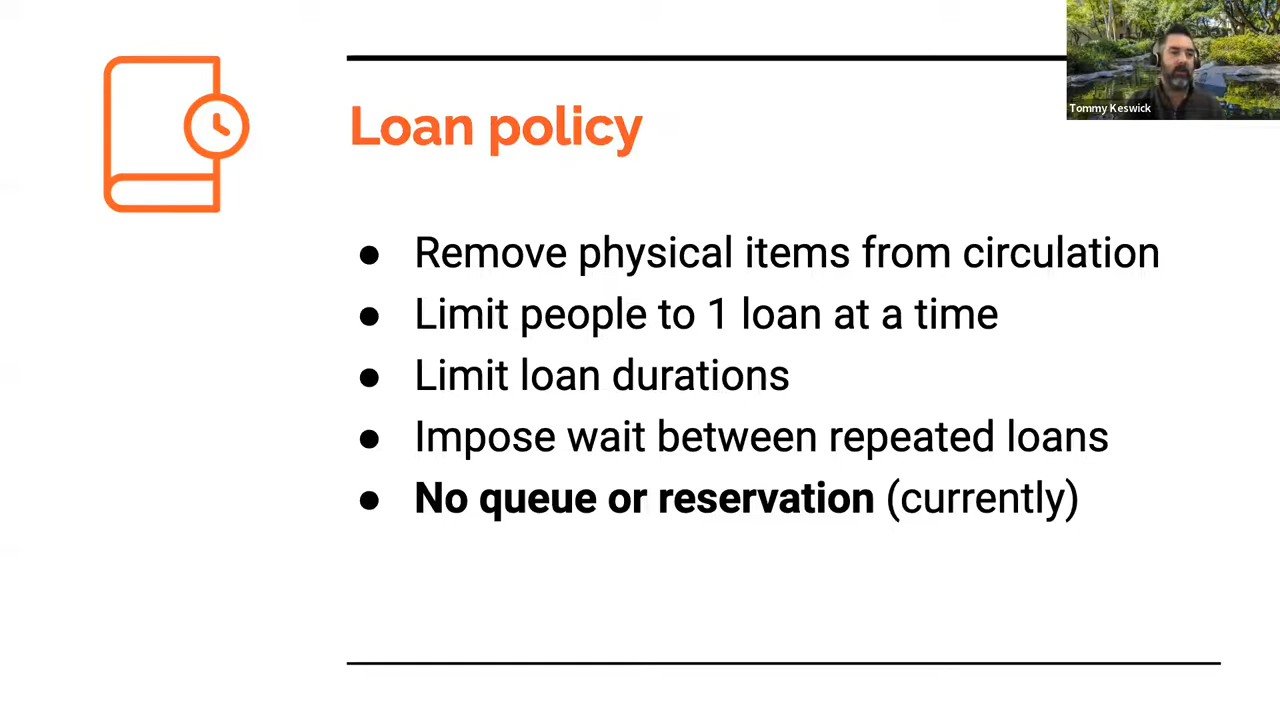 Loan policy
Tommy Keswick
● Remove physical items from circulation
● Limit people to 1 loan at a time
● Limit loan durations
● Impose wait between repeated loans
● No queue or reservation (currently)